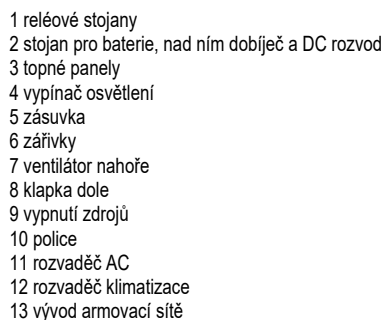 1 reléové stojany
2 stojan pro baterie, nad ním dobíječ a DC rozvod
3 topné panely
4 vypínač osvětlení
5 zásuvka
6 zářivky
7 ventilátor nahoře
8 klapka dole
9 vypnutí zdrojů
10 police
11 rozvaděč AC
12 rozvaděč klimatizace
13 vývod armovací sítě